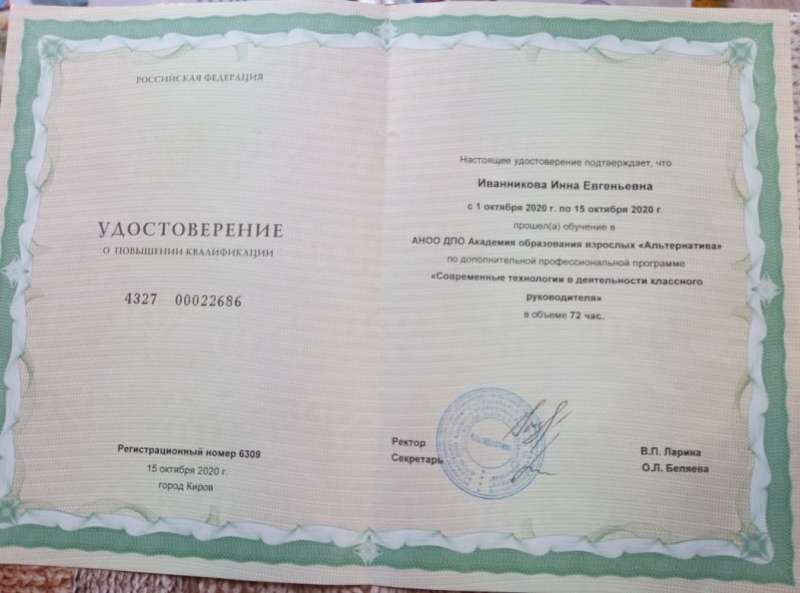 РОССИЙСКАЯ ФЕДЕРАЦИЯ
УДОСТОВЕРЕНИЕ
О ПОВЫШЕНИИ КВАЛИФИКАЦИИ
4327 00022686
Регистрационный номер 6309
15 октября 2020 г.
город Киров
Настоящее удостоверение подтверждает, что
Иванникова Инна Евгеньевна
с 1 октября 2020 г. по 15 октября 2020 г
прошел(а) обучение в
АНОО ДПО Академия образования взрослых «Альтернатива»
по дополнительной профессиональной программе
«Современные технологии в деятельности классного
руководителя»
в объеме 72 час.
Ректор
В.П. Ларина
Секретарь
О.Л. Беляева